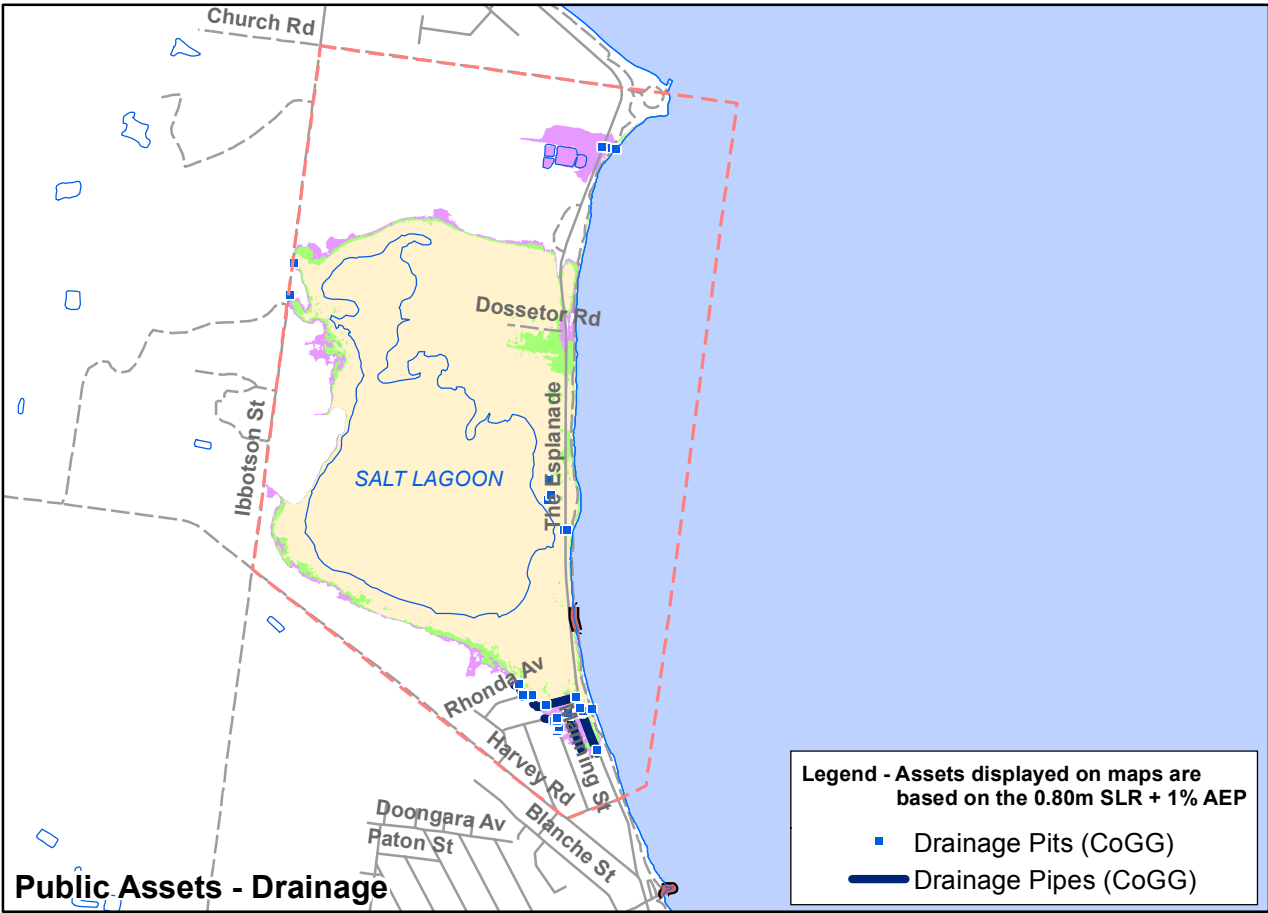 Church Rd
Dossetor Rd
The Esplanade
Ibbotson St
SALT LAGOON
Rhonda Av
Manning St
Harvey Rd
Doongara Av
Paton St
Blanche St
Legend - Assets displayed on maps are
based on the 0.80m SLR + 1% AEP
Drainage Pits (CoGG)
Drainage Pipes (CoGG)
Public Assets - Drainage